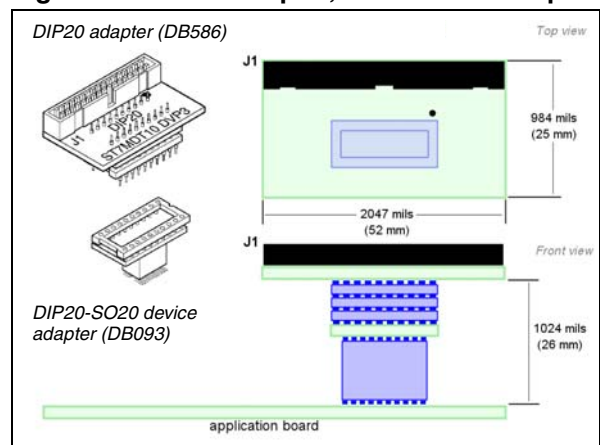 DIP20 adapter (DB586)
Top view
J1
DIP20
J1
ST7MDT10 DVP3
984 mils
(25 mm)
2047 mils
(52 mm)
J1
Front view
DIP20-SO20 device
adapter (DB093)
1024 mils
(26 mm)
application board